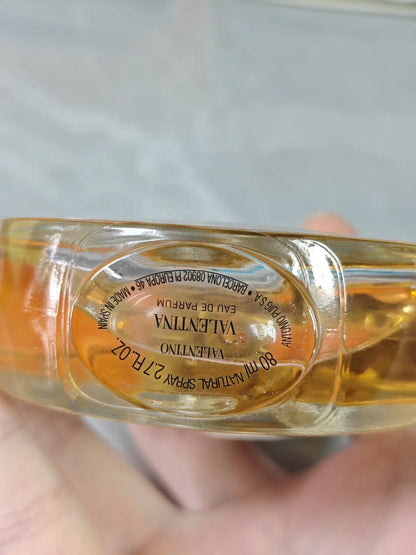 80 ml NATURAL SPRAY 2.7 FL.OZ.
VALENTINO
VALENTINA
EAU DE PARFUM
ANTONIO PUIG S.A • BARCELONA 08902 Pl EUROPA 46 • MADE IN SPAIN